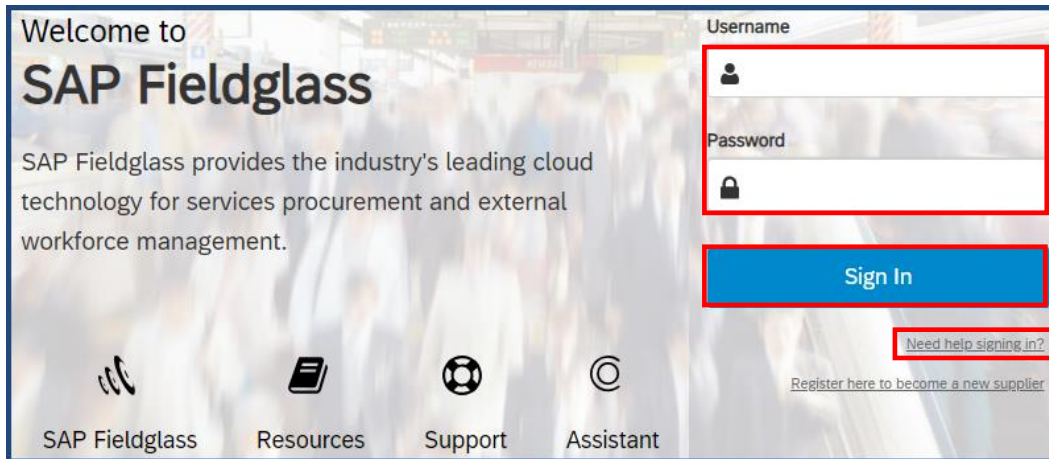 Welcome to
SAP Fieldglass
SAP Fieldglass provides the industry's leading cloud
technology for services procurement and external
workforce management.
SAP Fieldglass
Resources
Support
Assistant
Username
Password
Sign In
Need help signing in?
Register here to become a new supplier